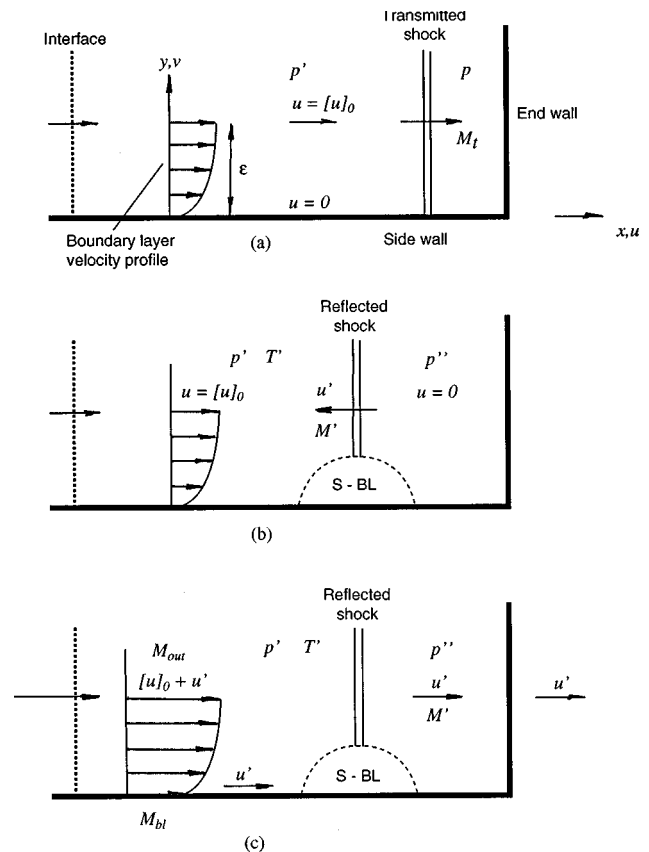 Interface
Transmitted
shock
y,v
p'
p
u = [u]₀
End wall
M_t
ε
u = 0
x,u
Boundary layer
velocity profile
(a)
Side wall
Reflected
shock
p' T'
p''
u = [u]₀
u'
u = 0
M'
S - BL
(b)
Reflected
shock
M_out
p' T'
p''
[u]₀ + u'
u'
u'
M'
u'
S - BL
M_bl
(c)